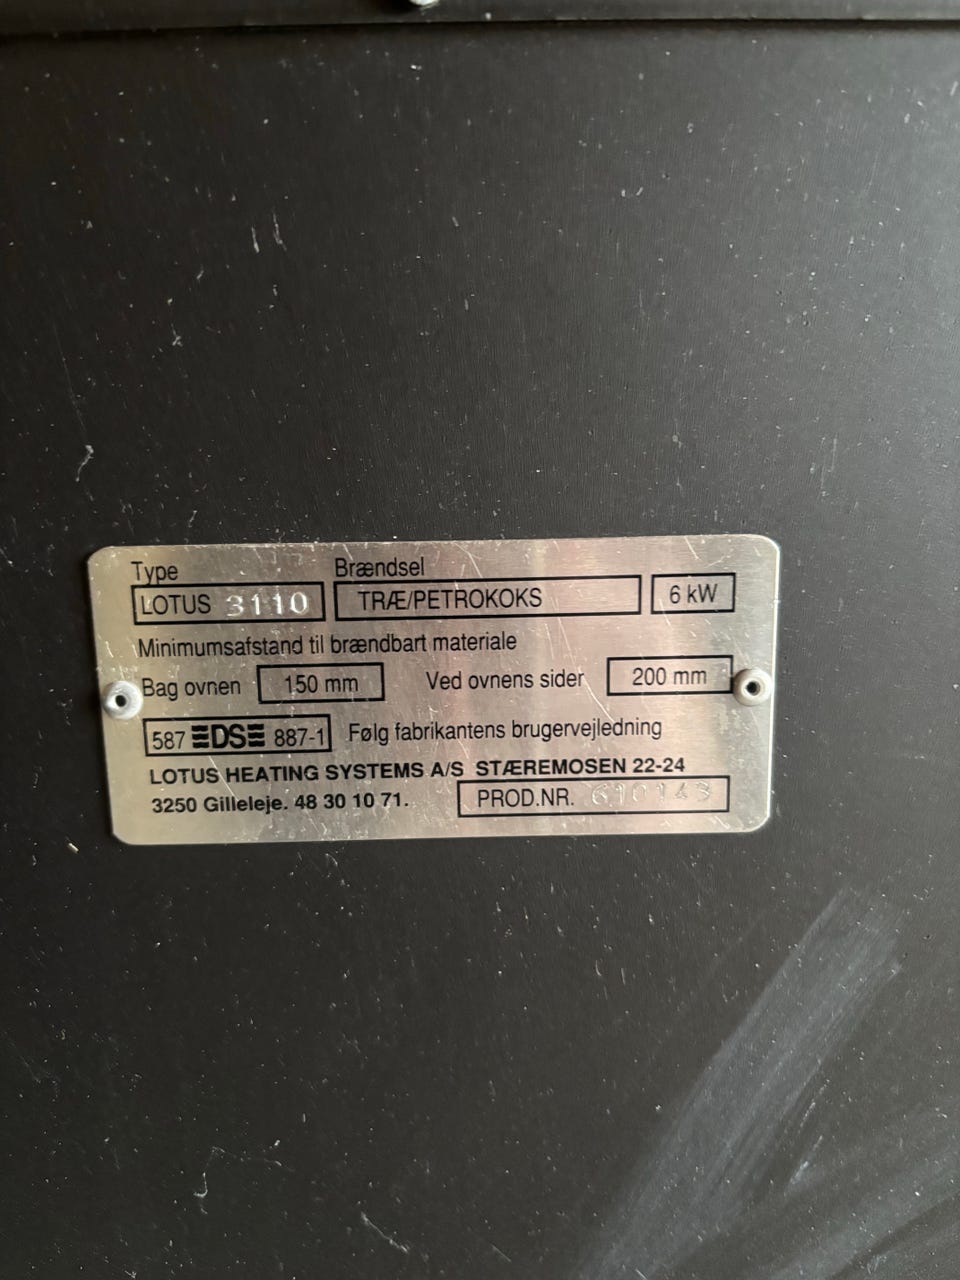 Type Brændsel
LOTUS 3110 TRÆ/PETROKOKS 6 kW
Minimumsafstand til brændbart materiale
Bag ovnen 150 mm Ved ovnens sider 200 mm
587 DS 887-1 Følg fabrikantens brugervejledning
LOTUS HEATING SYSTEMS A/S STÆREMOSEN 22-24
3250 Gilleleje. 48 30 10 71. PROD.NR. 610143